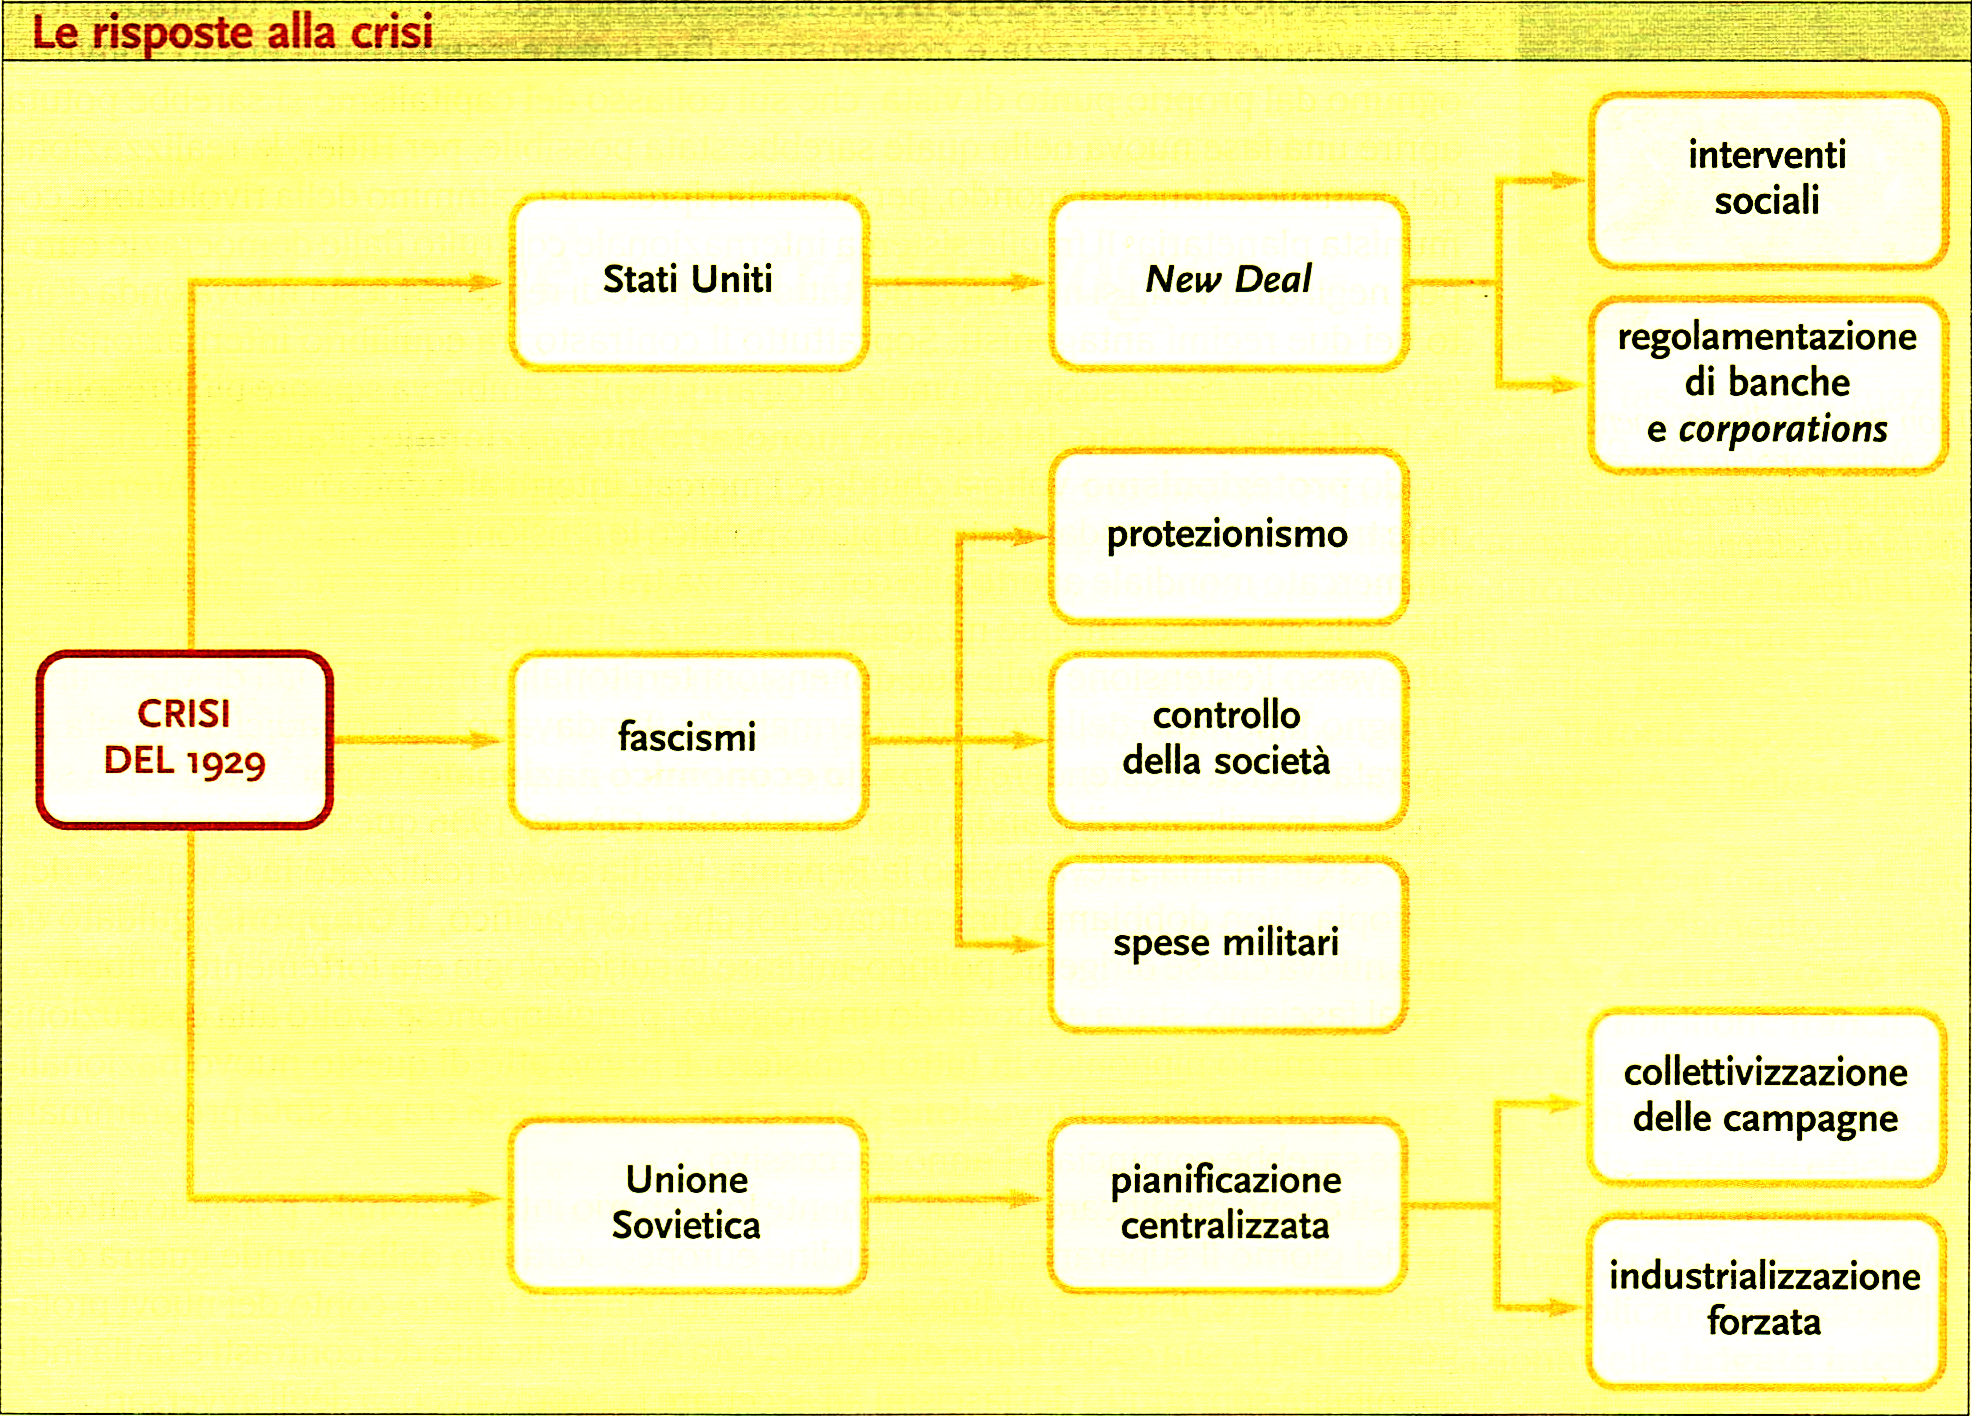 Le risposte alla crisi
interventi
sociali
Stati Uniti
New Deal
regolamentazione
di banche
e corporations
protezionismo
CRISI
DEL 1929
fascismi
controllo
della società
spese militari
collettivizzazione
delle campagne
Unione
Sovietica
pianificazione
centralizzata
industrializzazione
forzata